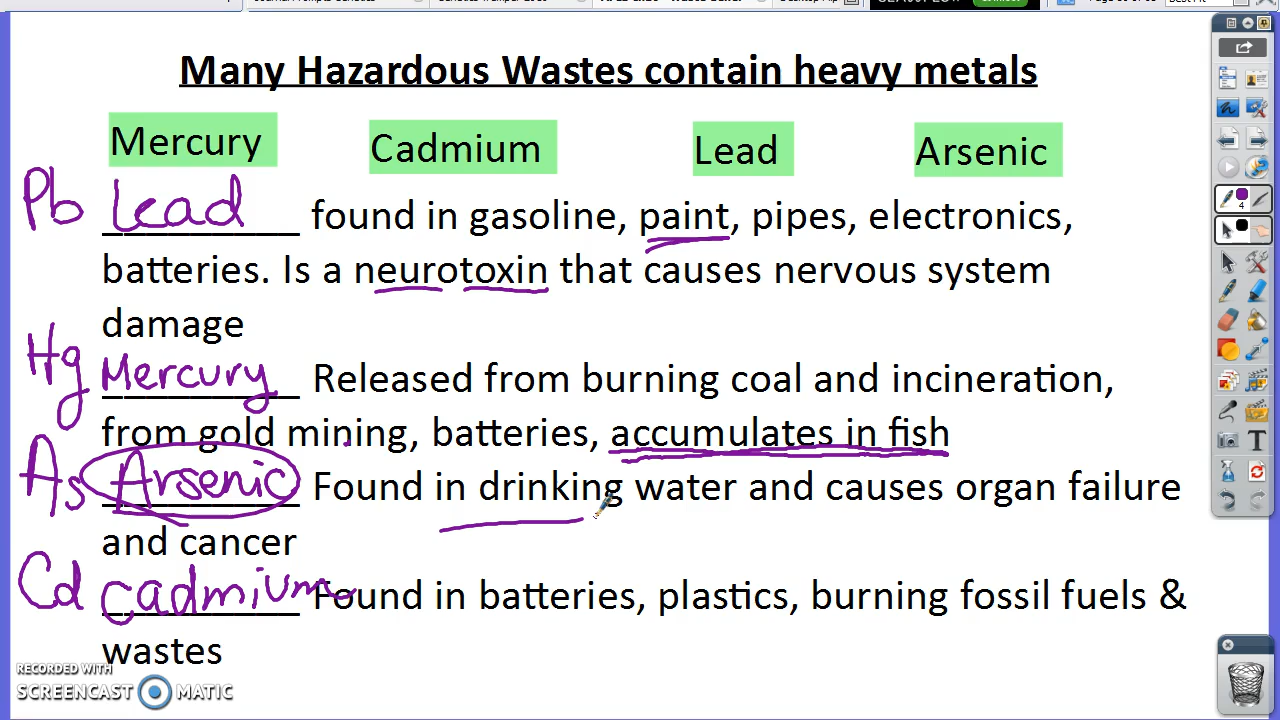 Many Hazardous Wastes contain heavy metals
Mercury Cadmium Lead Arsenic
Pb Lead found in gasoline, paint, pipes, electronics,
batteries. Is a neurotoxin that causes nervous system
damage
Hg Mercury Released from burning coal and incineration,
from gold mining, batteries, accumulates in fish
As Arsenic Found in drinking water and causes organ failure
and cancer
Cd cadmium Found in batteries, plastics, burning fossil fuels &
wastes
RECORDED WITH
SCREENCAST MATIC
4
T